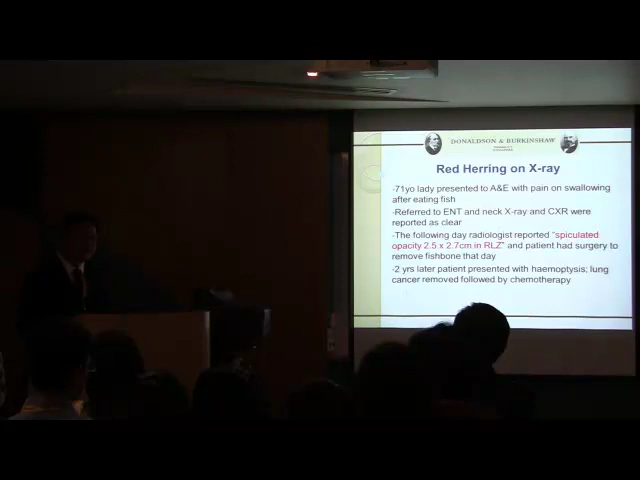 DONALDSON & BURKINSHAW
Red Herring on X-ray
-71yo lady presented to A&E with pain on swallowing
after eating fish
-Referred to ENT and neck X-ray and CXR were
reported as clear
-The following day radiologist reported "spiculated
opacity 2.5 x 2.7cm in RLZ" and patient had surgery to
remove fishbone that day
-2 yrs later patient presented with haemoptysis; lung
cancer removed followed by chemotherapy